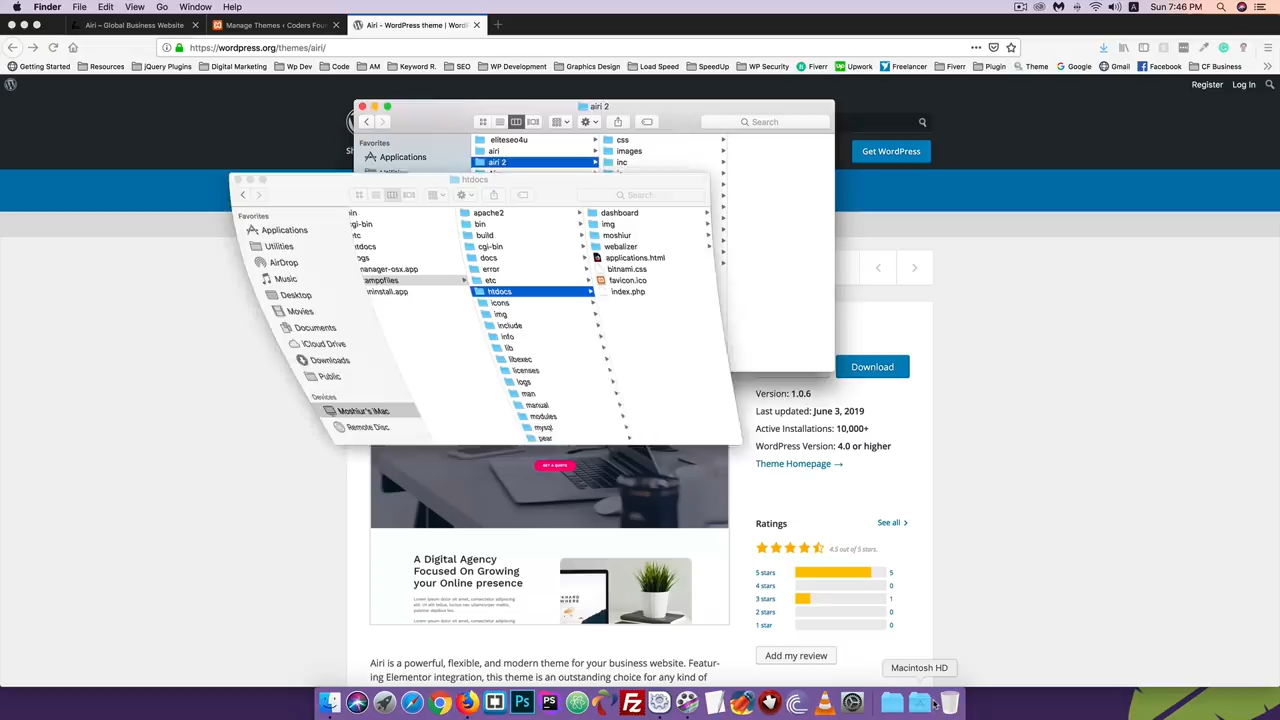 Finder File Edit View Go Window Help
Sun 7:46 PM
Airi – Global Business Website
Manage Themes ‹ Coders Fou
Airi - WordPress theme | Word
https://wordpress.org/themes/airi/
Getting Started Resources jQuery Plugins Digital Marketing Wp Dev Code AM Keyword R. SEO WP Development Graphics Design Load Speed SpeedUp WP Security Fiverr Upwork Freelancer Fiverr Plugin Theme Google Gmail Facebook CF Business
Register Log In
Get WordPress
airi 2
Search
Favorites
Applications
eliteseo4u
airi
airi 2
css
images
inc
htdocs
Search
Favorites
Applications
Utilities
AirDrop
Music
Desktop
Movies
Documents
iCloud Drive
Downloads
Public
Devices
Moshiur's iMac
Remote Disc
bin
cgi-bin
etc
htdocs
logs
manager-osx.app
xamppfiles
uninstall.app
apache2
bin
build
cgi-bin
docs
error
etc
htdocs
icons
img
include
info
lib
libexec
licenses
logs
man
manual
modules
mysql
pear
dashboard
img
moshiur
webalizer
applications.html
bitnami.css
favicon.ico
index.php
Download
Version: 1.0.6
Last updated: June 3, 2019
Active Installations: 10,000+
WordPress Version: 4.0 or higher
Theme Homepage →
GET A QUOTE
A Digital Agency
Focused On Growing
your Online presence
Ratings
See all
4.5 out of 5 stars.
5 stars 5
4 stars 0
3 stars 1
2 stars 0
1 star 0
Add my review
Macintosh HD
Airi is a powerful, flexible, and modern theme for your business website. Featur-
ing Elementor integration, this theme is an outstanding choice for any kind of